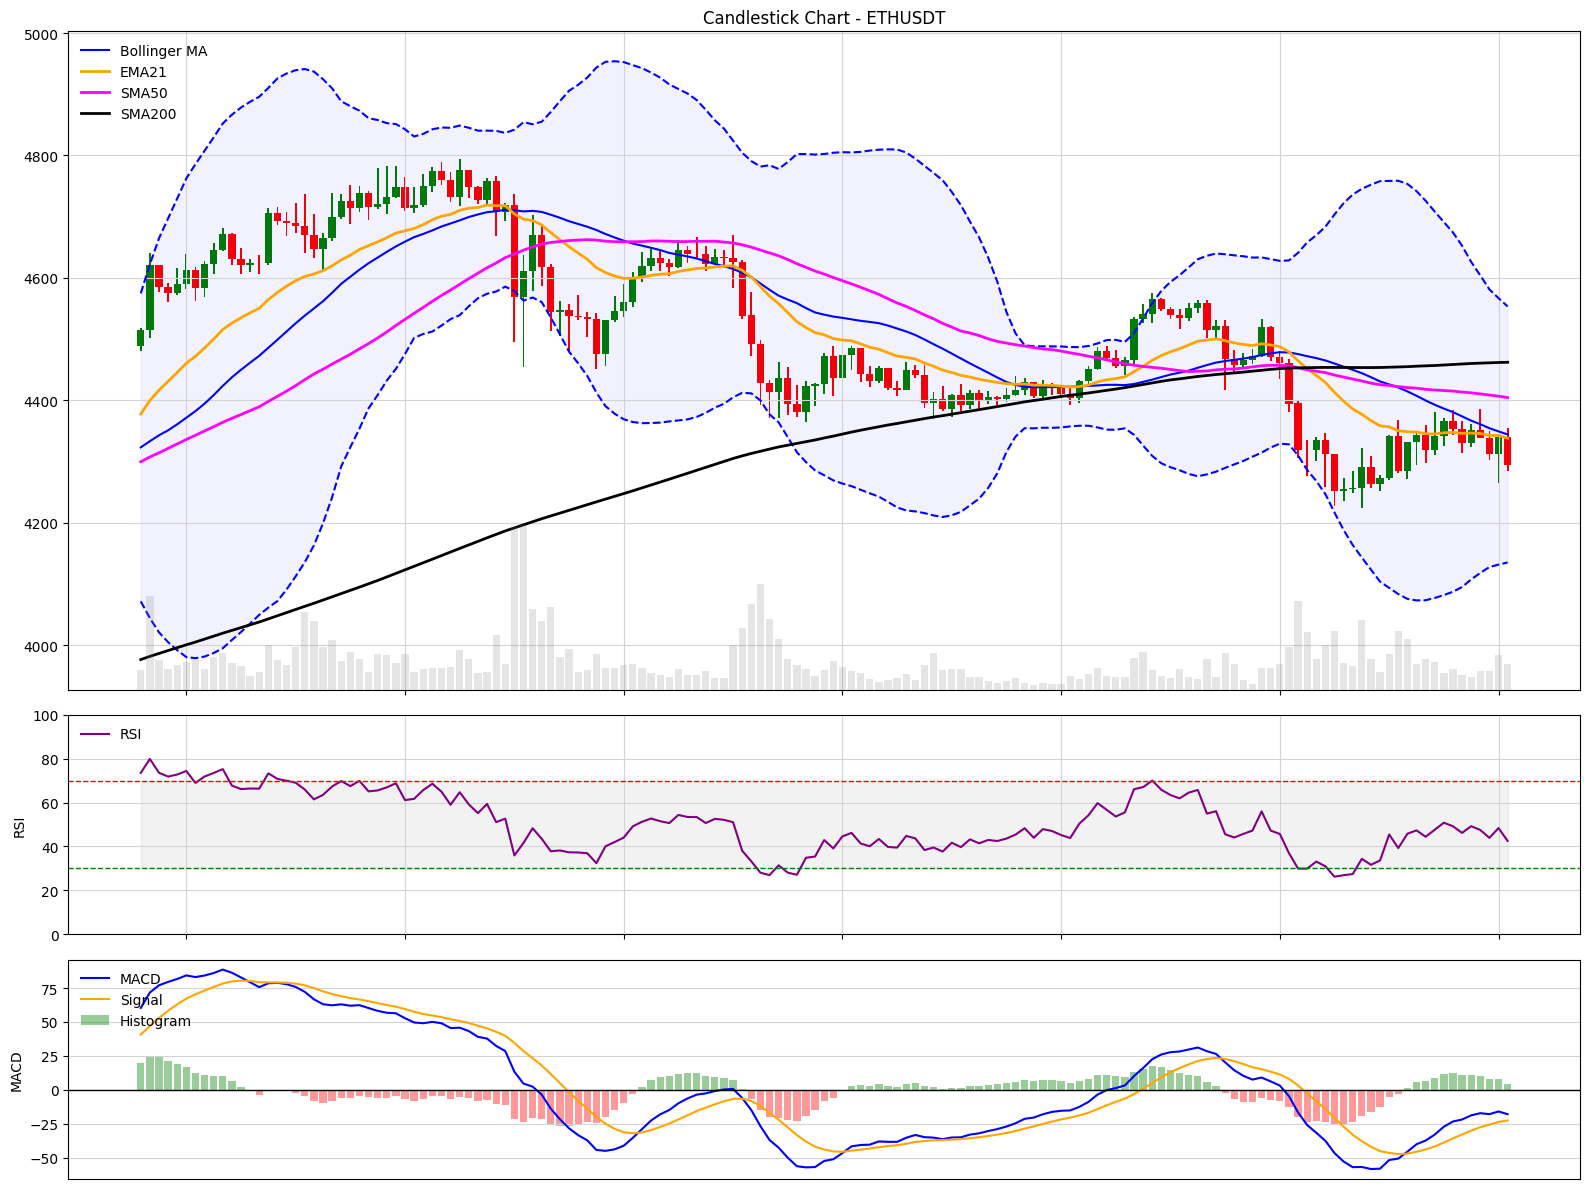 Candlestick Chart - ETHUSDT
5000
4800
4600
4400
4200
4000
Bollinger MA
EMA21
SMA50
SMA200
100
80
60
40
20
0
RSI
RSI
75
50
25
0
−25
−50
MACD
MACD
Signal
Histogram